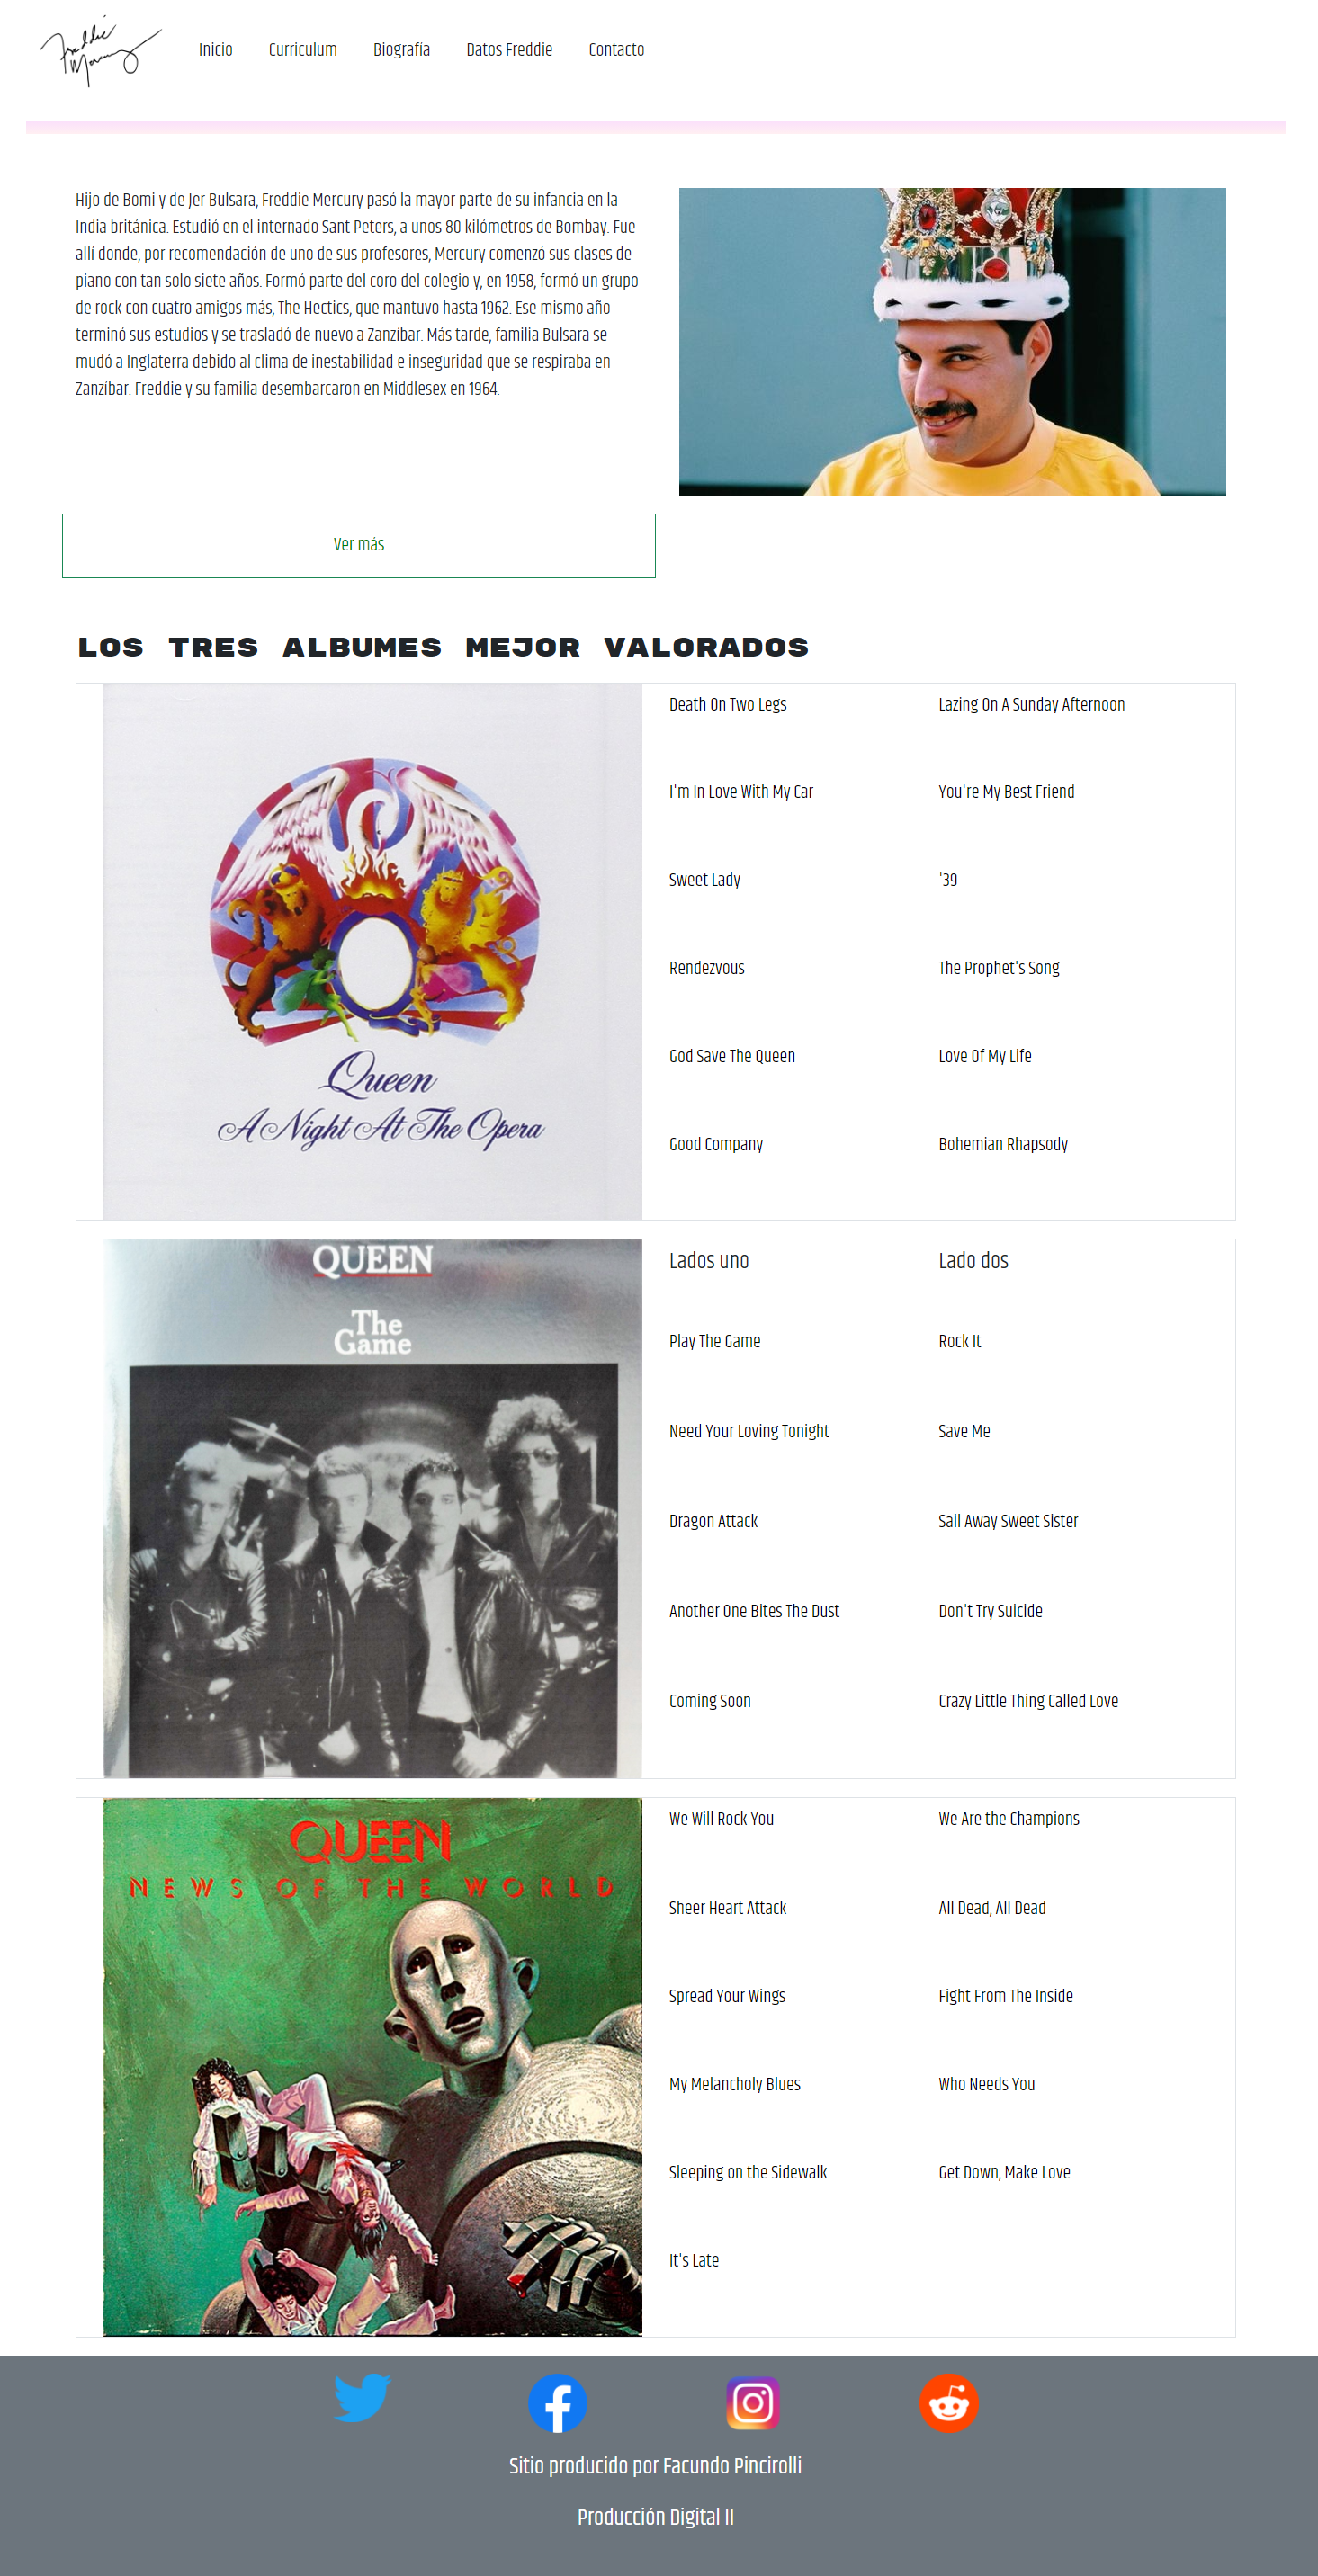 Freddie
Mercury
Inicio Curriculum Biografía Datos Freddie Contacto
Hijo de Bomi y de Jer Bulsara, Freddie Mercury pasó la mayor parte de su infancia en la
India británica. Estudió en el internado Sant Peters, a unos 80 kilómetros de Bombay. Fue
allí donde, por recomendación de uno de sus profesores, Mercury comenzó sus clases de
piano con tan solo siete años. Formó parte del coro del colegio y, en 1958, formó un grupo
de rock con cuatro amigos más, The Hectics, que mantuvo hasta 1962. Ese mismo año
terminó sus estudios y se trasladó de nuevo a Zanzíbar. Más tarde, familia Bulsara se
mudó a Inglaterra debido al clima de inestabilidad e inseguridad que se respiraba en
Zanzíbar. Freddie y su familia desembarcaron en Middlesex en 1964.
Ver más
LOS TRES ALBUMES MEJOR VALORADOS
Queen
A Night At The Opera
Death On Two Legs Lazing On A Sunday Afternoon
I'm In Love With My Car You're My Best Friend
Sweet Lady '39
Rendezvous The Prophet's Song
God Save The Queen Love Of My Life
Good Company Bohemian Rhapsody
QUEEN
The
Game
Lados uno Lado dos
Play The Game Rock It
Need Your Loving Tonight Save Me
Dragon Attack Sail Away Sweet Sister
Another One Bites The Dust Don't Try Suicide
Coming Soon Crazy Little Thing Called Love
QUEEN
NEWS OF THE WORLD
We Will Rock You We Are the Champions
Sheer Heart Attack All Dead, All Dead
Spread Your Wings Fight From The Inside
My Melancholy Blues Who Needs You
Sleeping on the Sidewalk Get Down, Make Love
It's Late
Sitio producido por Facundo Pincirolli
Producción Digital II